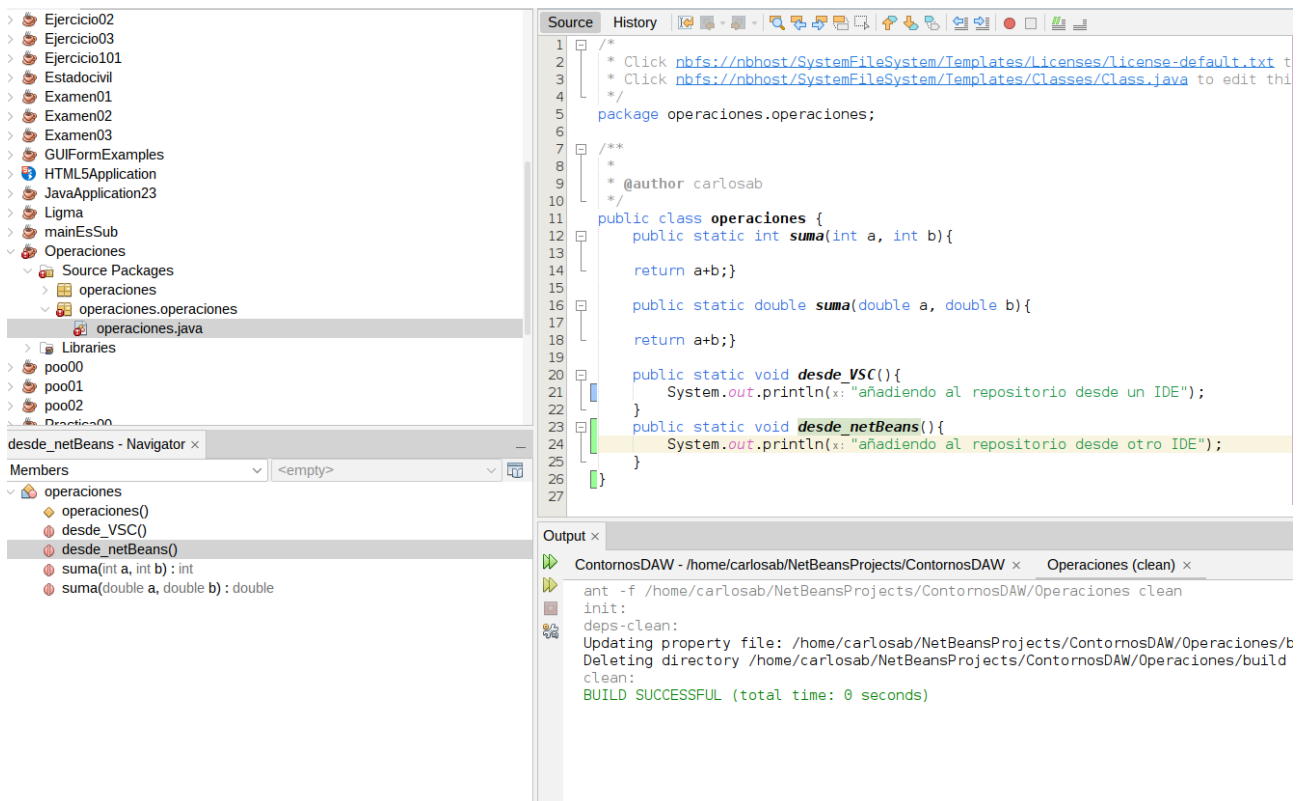 Ejercicio02
Ejercicio03
Ejercicio101
Estadocivil
Examen01
Examen02
Examen03
GUIFormExamples
HTML5Application
JavaApplication23
Ligma
mainEsSub
Operaciones
Source Packages
operaciones
operaciones.operaciones
operaciones.java
Libraries
poo00
poo01
poo02
Practica00
desde_netBeans - Navigator ×
Members <empty>
operaciones
operaciones()
desde_VSC()
desde_netBeans()
suma(int a, int b) : int
suma(double a, double b) : double
Source History
1 /*
2 * Click nbfs://nbhost/SystemFileSystem/Templates/Licenses/license-default.txt t
3 * Click nbfs://nbhost/SystemFileSystem/Templates/Classes/Class.java to edit thi
4 */
5 package operaciones.operaciones;
6
7 /**
8 *
9 * @author carlosab
10 */
11 public class operaciones {
12 public static int suma(int a, int b){
13
14 return a+b;}
15
16 public static double suma(double a, double b){
17
18 return a+b;}
19
20 public static void desde_VSC(){
21 System.out.println(x: "añadiendo al repositorio desde un IDE");
22 }
23 public static void desde_netBeans(){
24 System.out.println(x: "añadiendo al repositorio desde otro IDE");
25 }
26 }
27
Output ×
ContornosDAW - /home/carlosab/NetBeansProjects/ContornosDAW × Operaciones (clean) ×
ant -f /home/carlosab/NetBeansProjects/ContornosDAW/Operaciones clean
init:
deps-clean:
Updating property file: /home/carlosab/NetBeansProjects/ContornosDAW/Operaciones/b
Deleting directory /home/carlosab/NetBeansProjects/ContornosDAW/Operaciones/build
clean:
BUILD SUCCESSFUL (total time: 0 seconds)